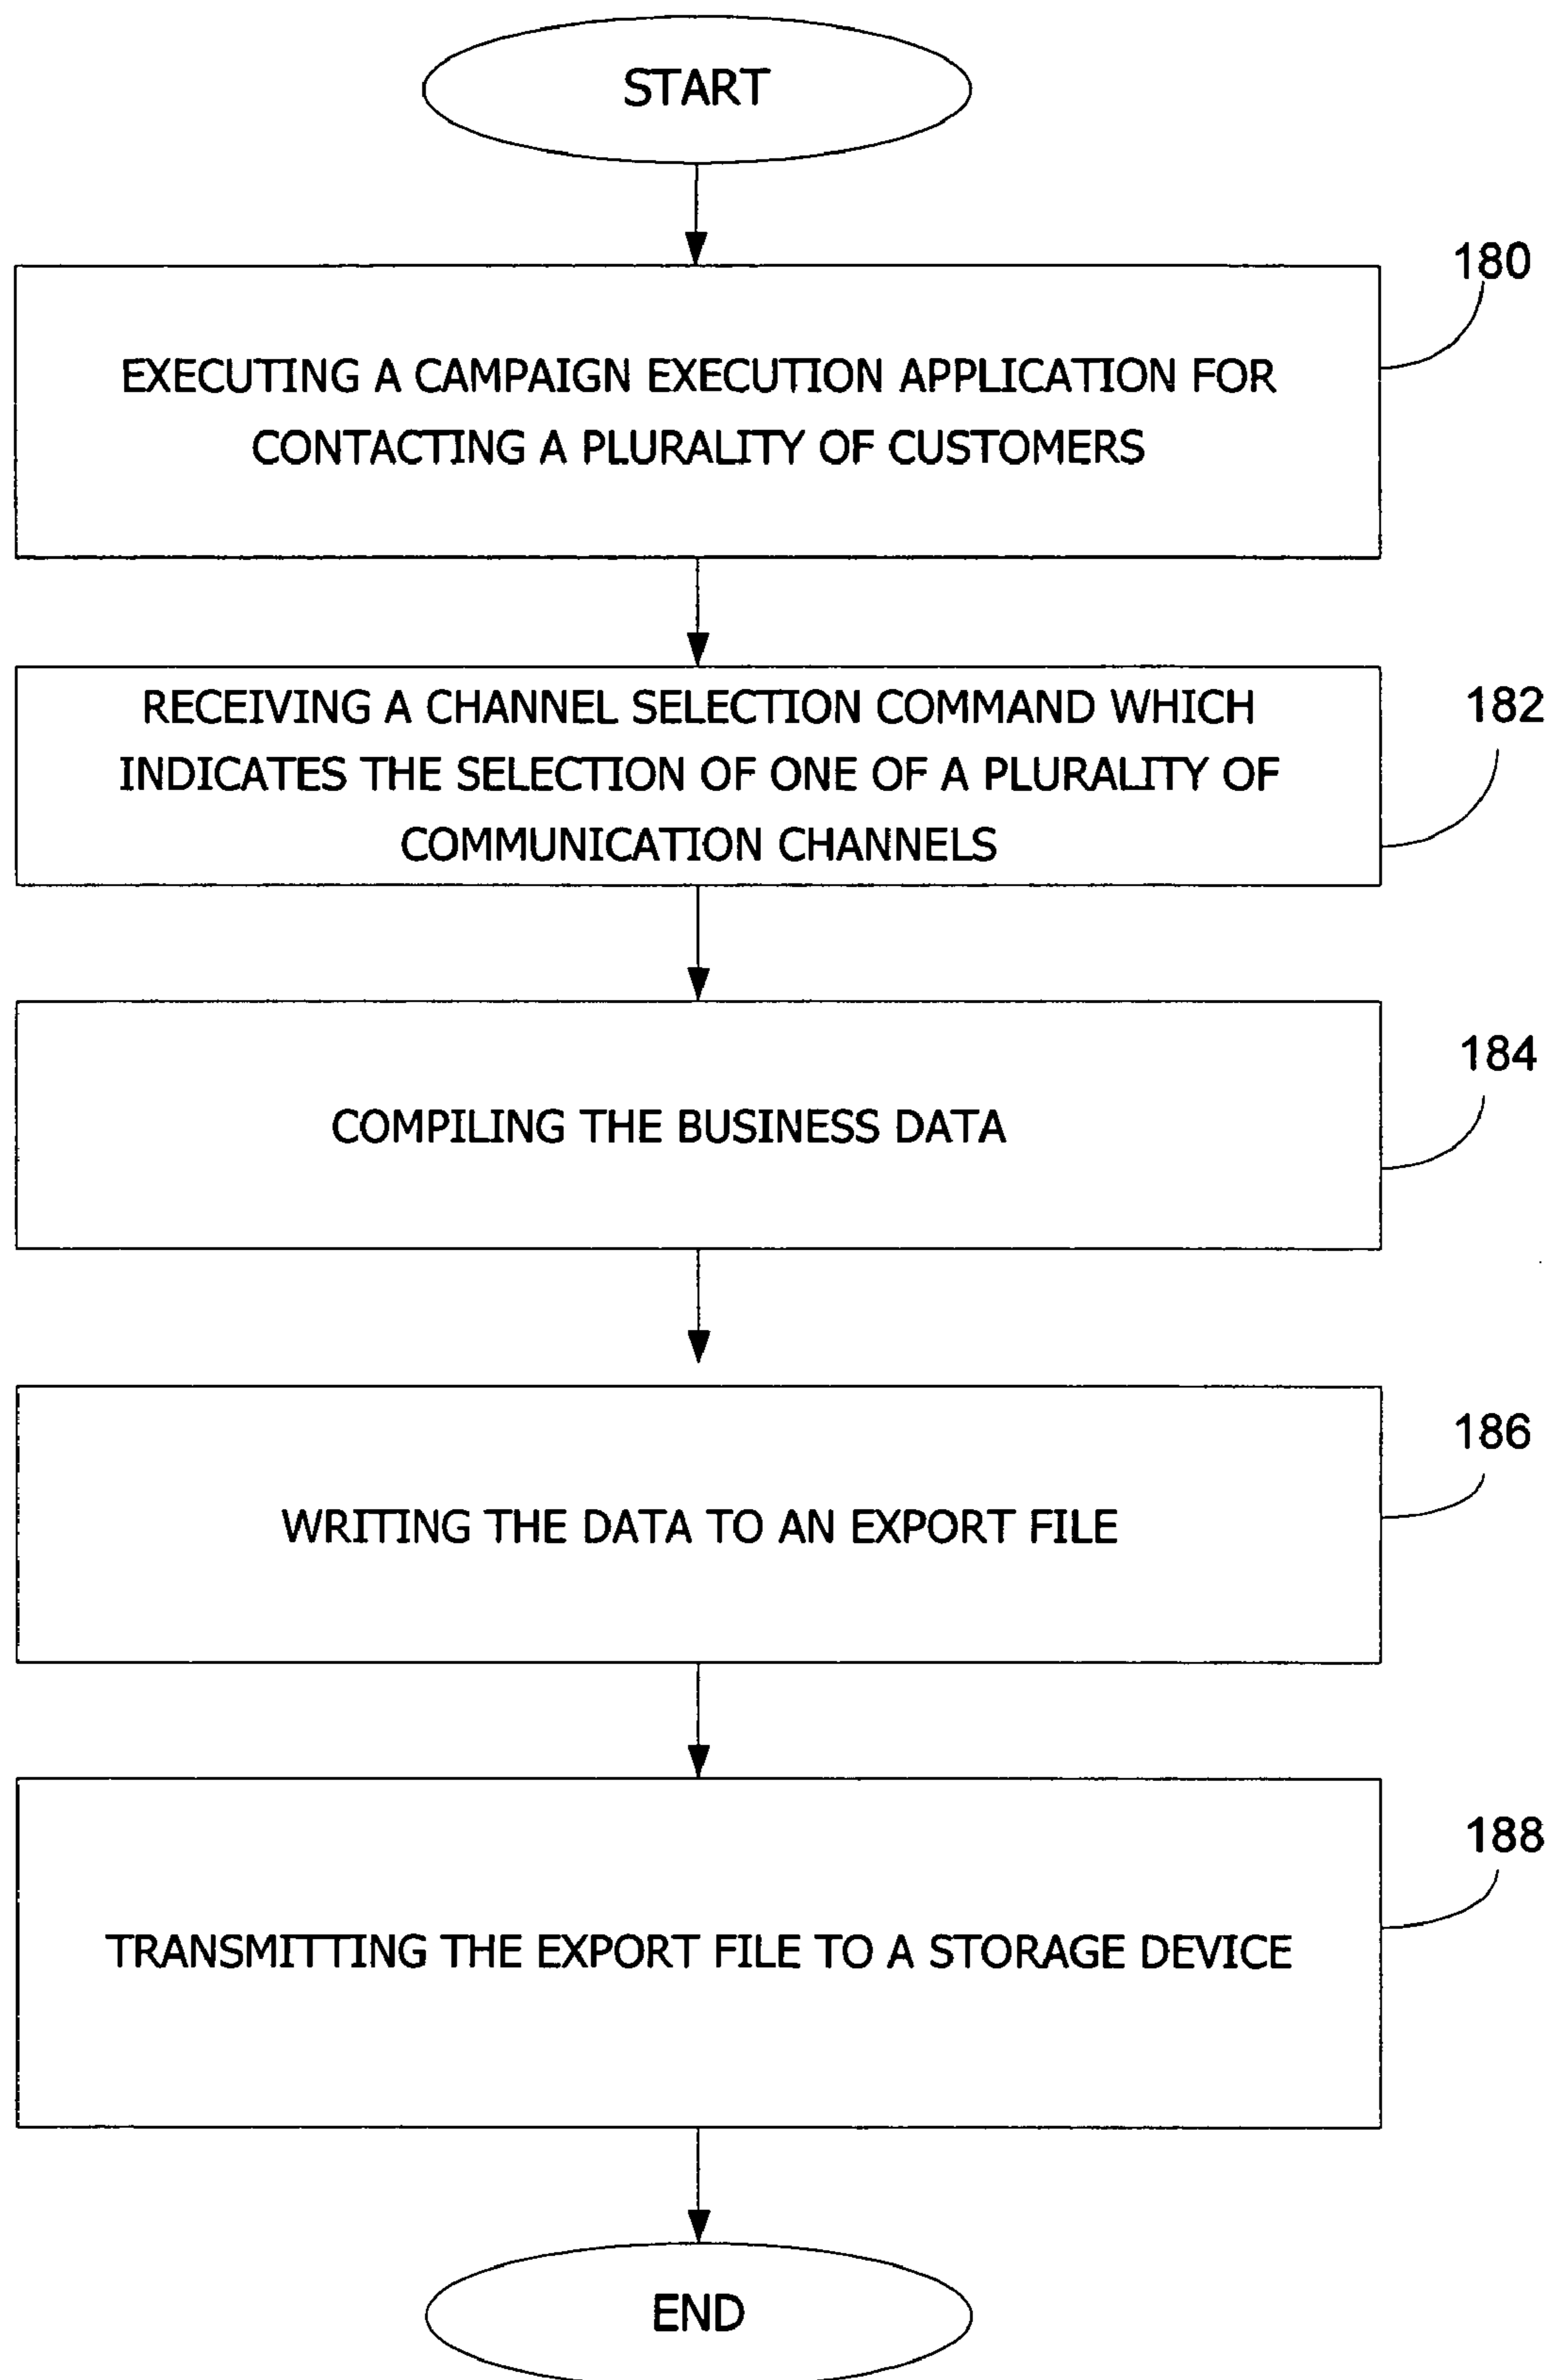 START
180
EXECUTING A CAMPAIGN EXECUTION APPLICATION FOR
CONTACTING A PLURALITY OF CUSTOMERS
RECEIVING A CHANNEL SELECTION COMMAND WHICH
182
INDICATES THE SELECTION OF ONE OF A PLURALITY OF
COMMUNICATION CHANNELS
184
COMPILING THE BUSINESS DATA
186
WRITING THE DATA TO AN EXPORT FILE
188
TRANSMITTING THE EXPORT FILE TO A STORAGE DEVICE
END